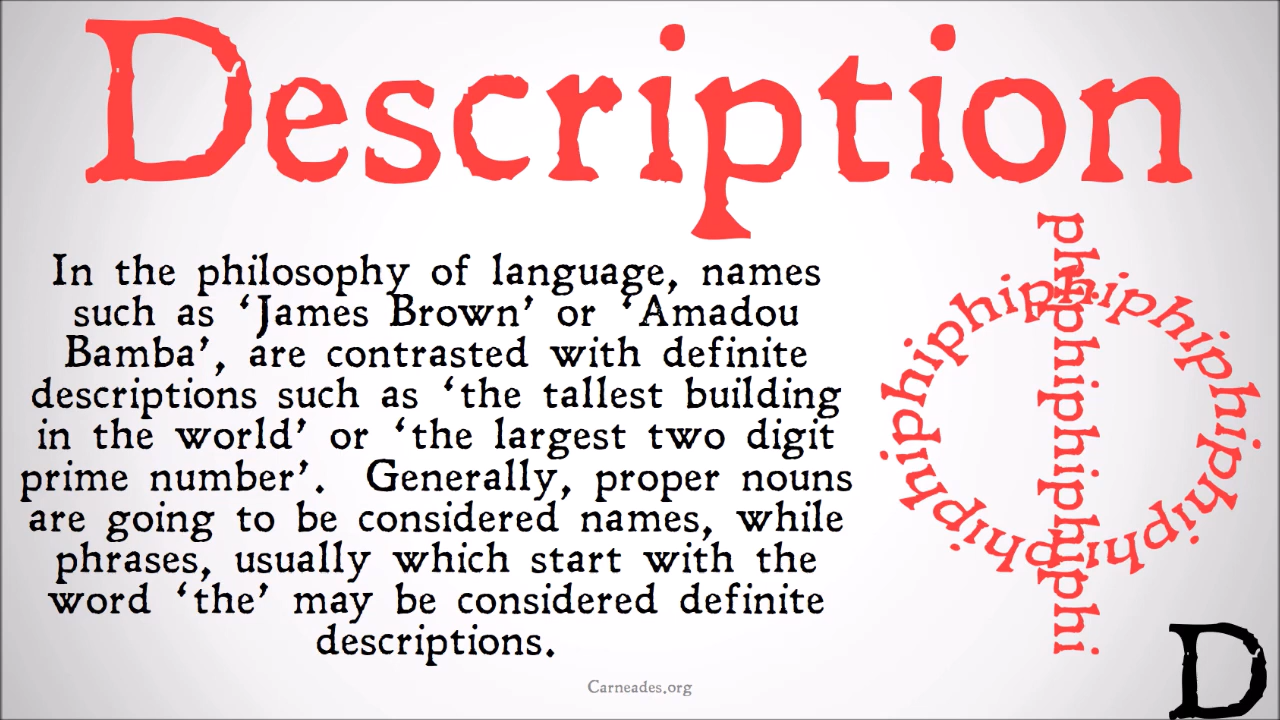 Description
In the philosophy of language, names
such as ‘James Brown’ or ‘Amadou
Bamba’, are contrasted with definite
descriptions such as ‘the tallest building
in the world’ or ‘the largest two digit
prime number’.  Generally, proper nouns
are going to be considered names, while
phrases, usually which start with the
word ‘the’ may be considered definite
descriptions.
phiphiphiphiphiphi
phiphiphiphiphiphiphiphiphiphi
Carneades.org
D